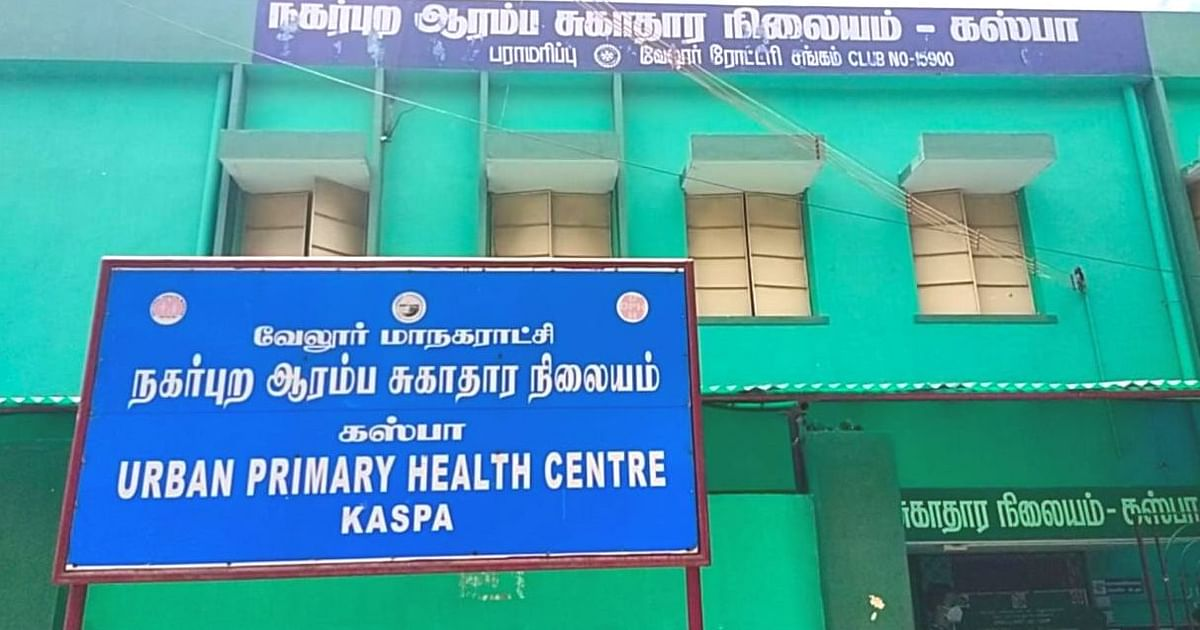 நகர்புற ஆரம்ப சுகாதார நிலையம் - கஸ்பா
பராமரிப்பு வேலூர் ரோட்டரி சங்கம் CLUB NO-15900
வேலூர் மாநகராட்சி
நகர்புற ஆரம்ப சுகாதார நிலையம்
கஸ்பா
URBAN PRIMARY HEALTH CENTRE
KASPA
சுகாதார நிலையம் - கஸ்பா